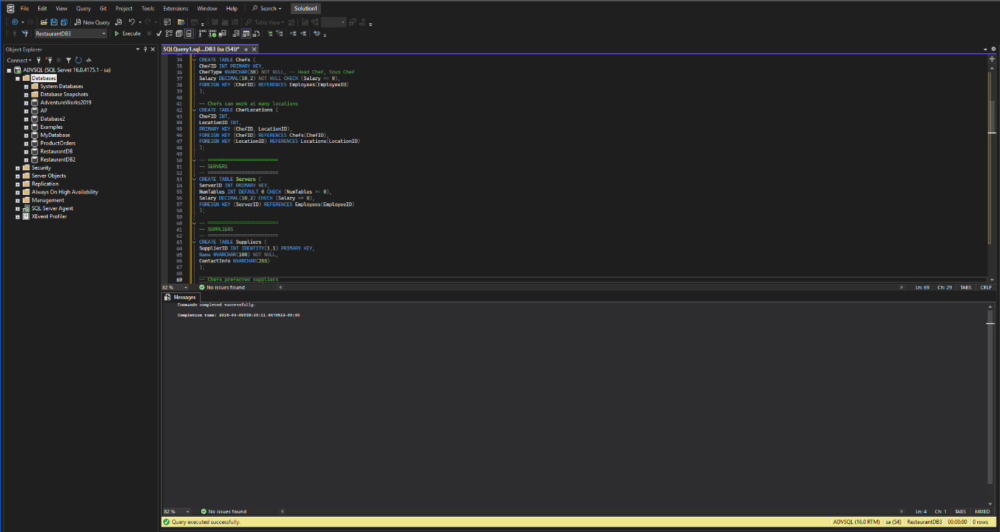 File Edit View Query Git Project Tools Extensions Window Help Search Solution1
New Query Table View
RestaurantDB3 Execute
Object Explorer
Connect
ADVSQL (SQL Server 16.0.4175.1 - sa)
Databases
System Databases
Database Snapshots
AdventureWorks2019
AP
Database2
Examples
MyDatabase
ProductOrders
RestaurantDB
RestaurantDB2
Security
Server Objects
Replication
Always On High Availability
Management
SQL Server Agent
XEvent Profiler
SQLQuery1.sql...DB3 (sa (54))*
34 CREATE TABLE Chefs (
35 ChefID INT PRIMARY KEY,
36 ChefType NVARCHAR(50) NOT NULL, -- Head Chef, Sous Chef
37 Salary DECIMAL(10,2) NOT NULL CHECK (Salary >= 0),
38 FOREIGN KEY (ChefID) REFERENCES Employees(EmployeeID)
39 );
40
41 -- Chefs can work at many locations
42 CREATE TABLE ChefLocations (
43 ChefID INT,
44 LocationID INT,
45 PRIMARY KEY (ChefID, LocationID),
46 FOREIGN KEY (ChefID) REFERENCES Chefs(ChefID),
47 FOREIGN KEY (LocationID) REFERENCES Locations(LocationID)
48 );
49
50 -- =========================
51 -- SERVERS
52 -- =========================
53 CREATE TABLE Servers (
54 ServerID INT PRIMARY KEY,
55 NumTables INT DEFAULT 0 CHECK (NumTables >= 0),
56 Salary DECIMAL(10,2) CHECK (Salary >= 0),
57 FOREIGN KEY (ServerID) REFERENCES Employees(EmployeeID)
58 );
59
60 -- =========================
61 -- SUPPLIERS
62 -- =========================
63 CREATE TABLE Suppliers (
64 SupplierID INT IDENTITY(1,1) PRIMARY KEY,
65 Name NVARCHAR(100) NOT NULL,
66 ContactInfo NVARCHAR(255)
67 );
68
69 -- Chefs preferred suppliers
82 % No issues found Ln: 69 Ch: 29 TABS CRLF
Messages
Commands completed successfully.
Completion time: 2026-04-09T09:30:11.6470523-05:00
82 % No issues found Ln: 4 Ch: 1 TABS MIXED
Query executed successfully. ADVSQL (16.0 RTM) sa (54) RestaurantDB3 00:00:00 0 rows